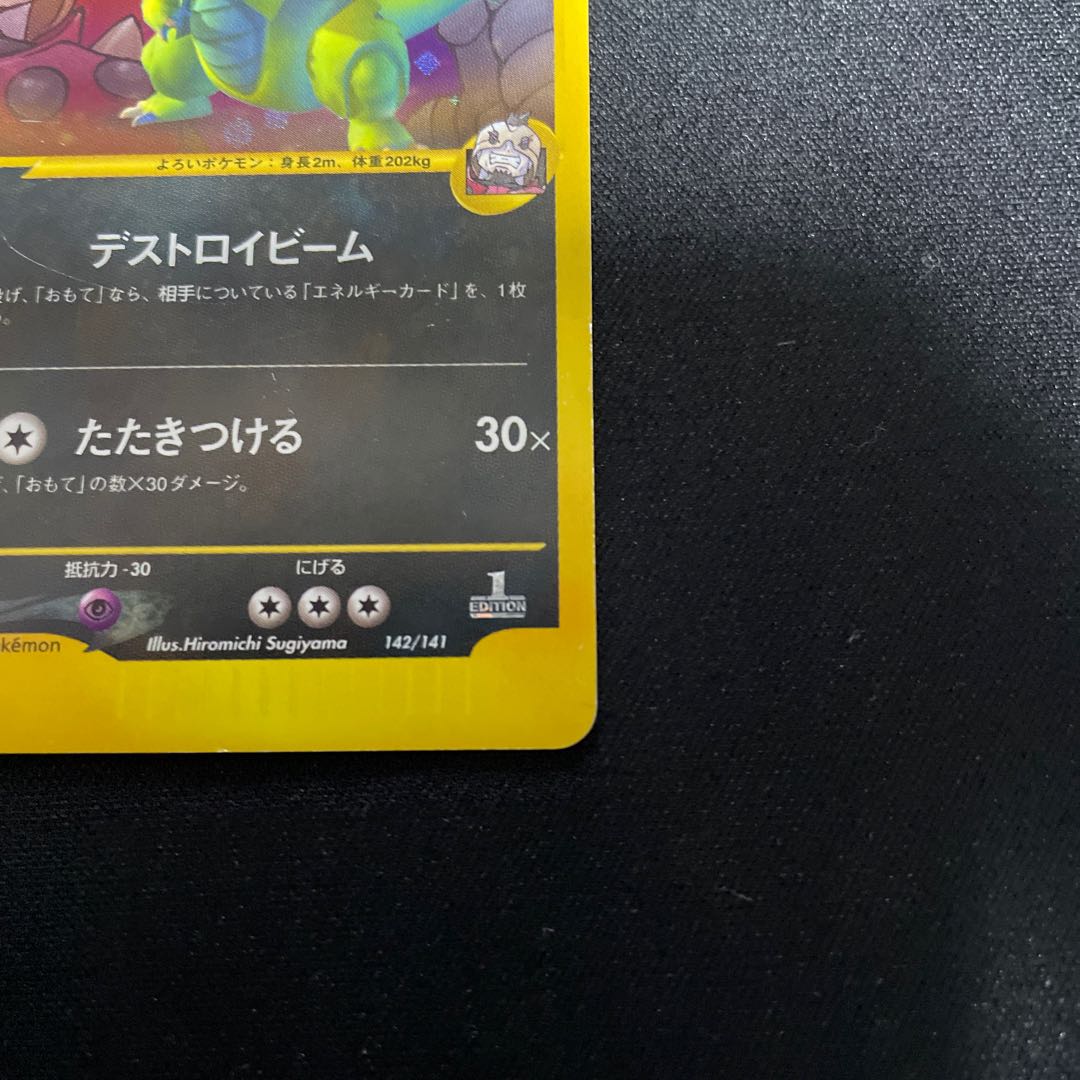 よろいポケモン：身長2m、体重202kg
デストロイビーム
げ、「おもて」なら、相手についている「エネルギーカード」を、1枚
。
たたきつける 30×
、「おもて」の数×30ダメージ。
抵抗力-30 にげる
1
EDITION
kémon Illus.Hiromichi Sugiyama 142/141